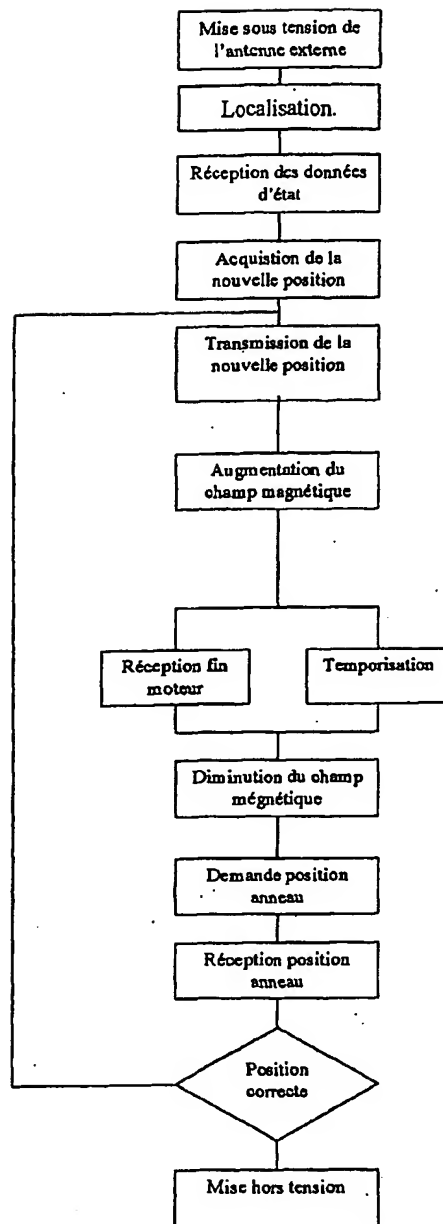 Mise sous tension de
l'antenne externe
Localisation.
Réception des données
d'état
Acquistion de la
nouvelle position
Transmission de la
nouvelle position
Augmentation du
champ magnétique
Réception fin
moteur
Temporisation
Diminution du champ
mégnétique
Demande position
anneau
Réception position
anneau
Position
correcte
Mise hors tension